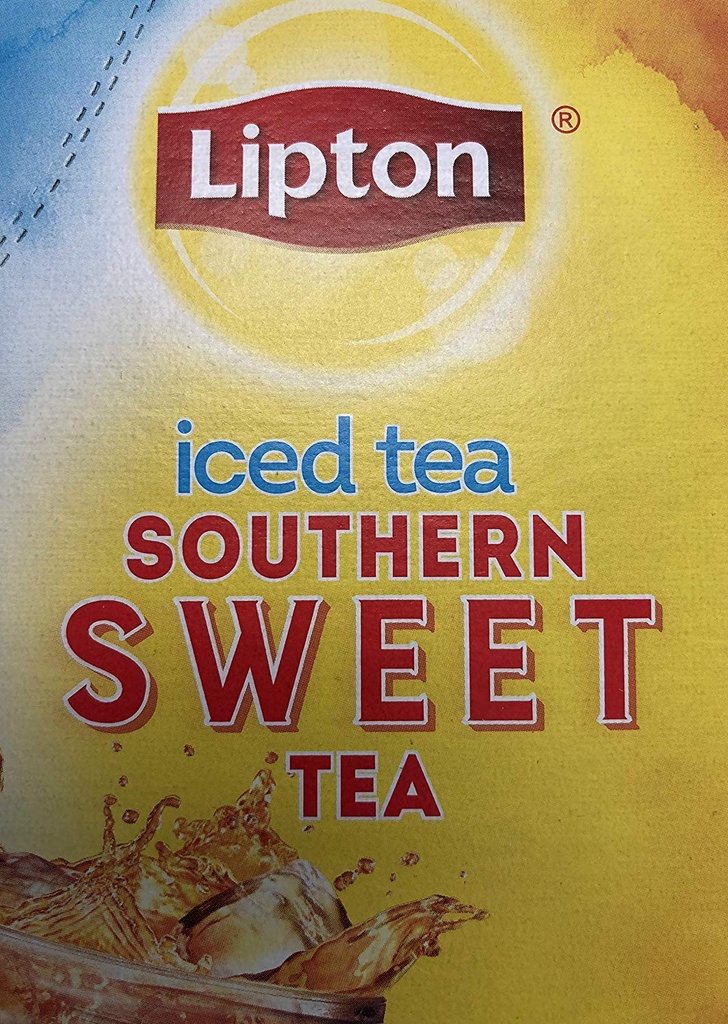 Lipton®
iced tea
SOUTHERN
SWEET
TEA